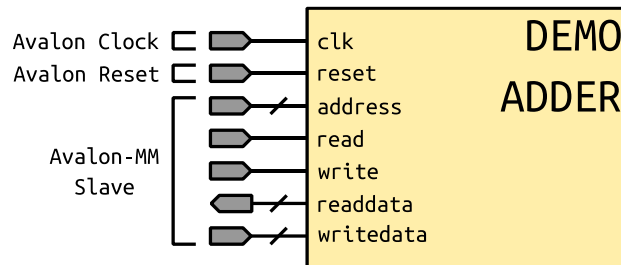 Avalon Clock
clk
DEMO
Avalon Reset
reset
ADDER
address
read
Avalon-MM
Slave
write
readdata
writedata